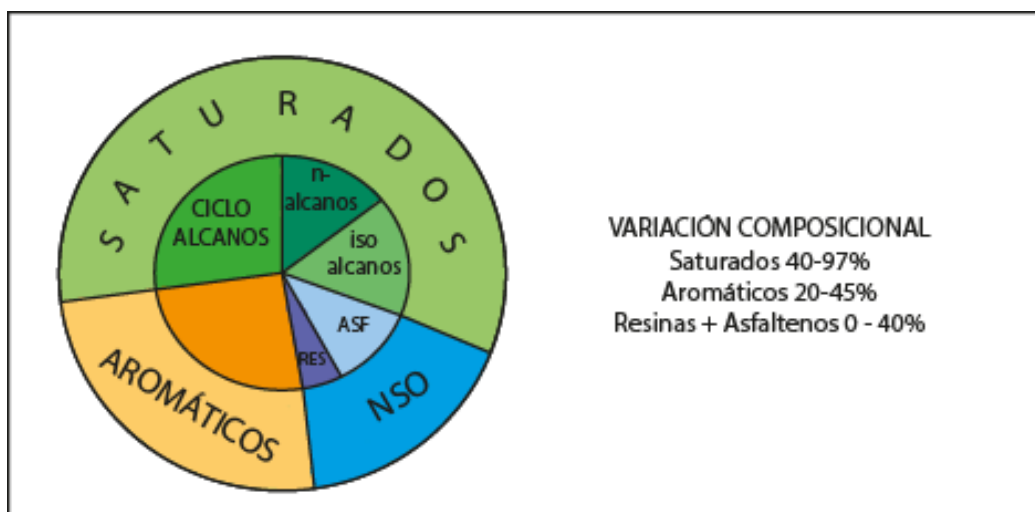 SATURADOS
CICLO
ALCANOS
n-
alcanos
iso
alcanos
ASF
RES
AROMÁTICOS
NSO
VARIACIÓN COMPOSICIONAL
Saturados 40-97%
Aromáticos 20-45%
Resinas + Asfaltenos 0 - 40%